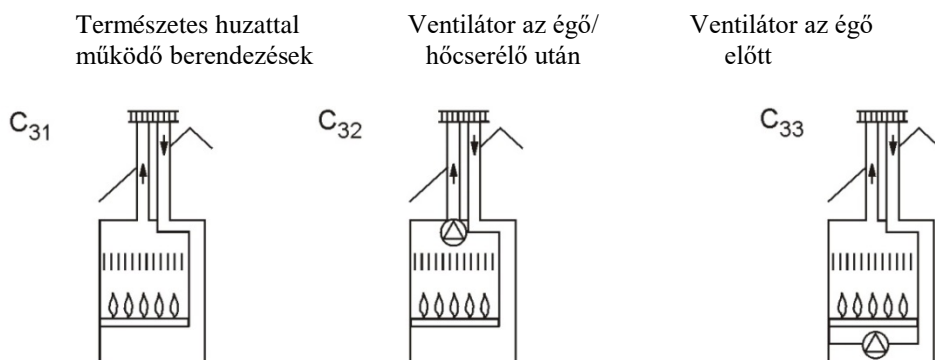 Természetes huzattal
működő berendezések
Ventilátor az égő/
hőcserélő után
Ventilátor az égő
előtt
C31
C32
C33